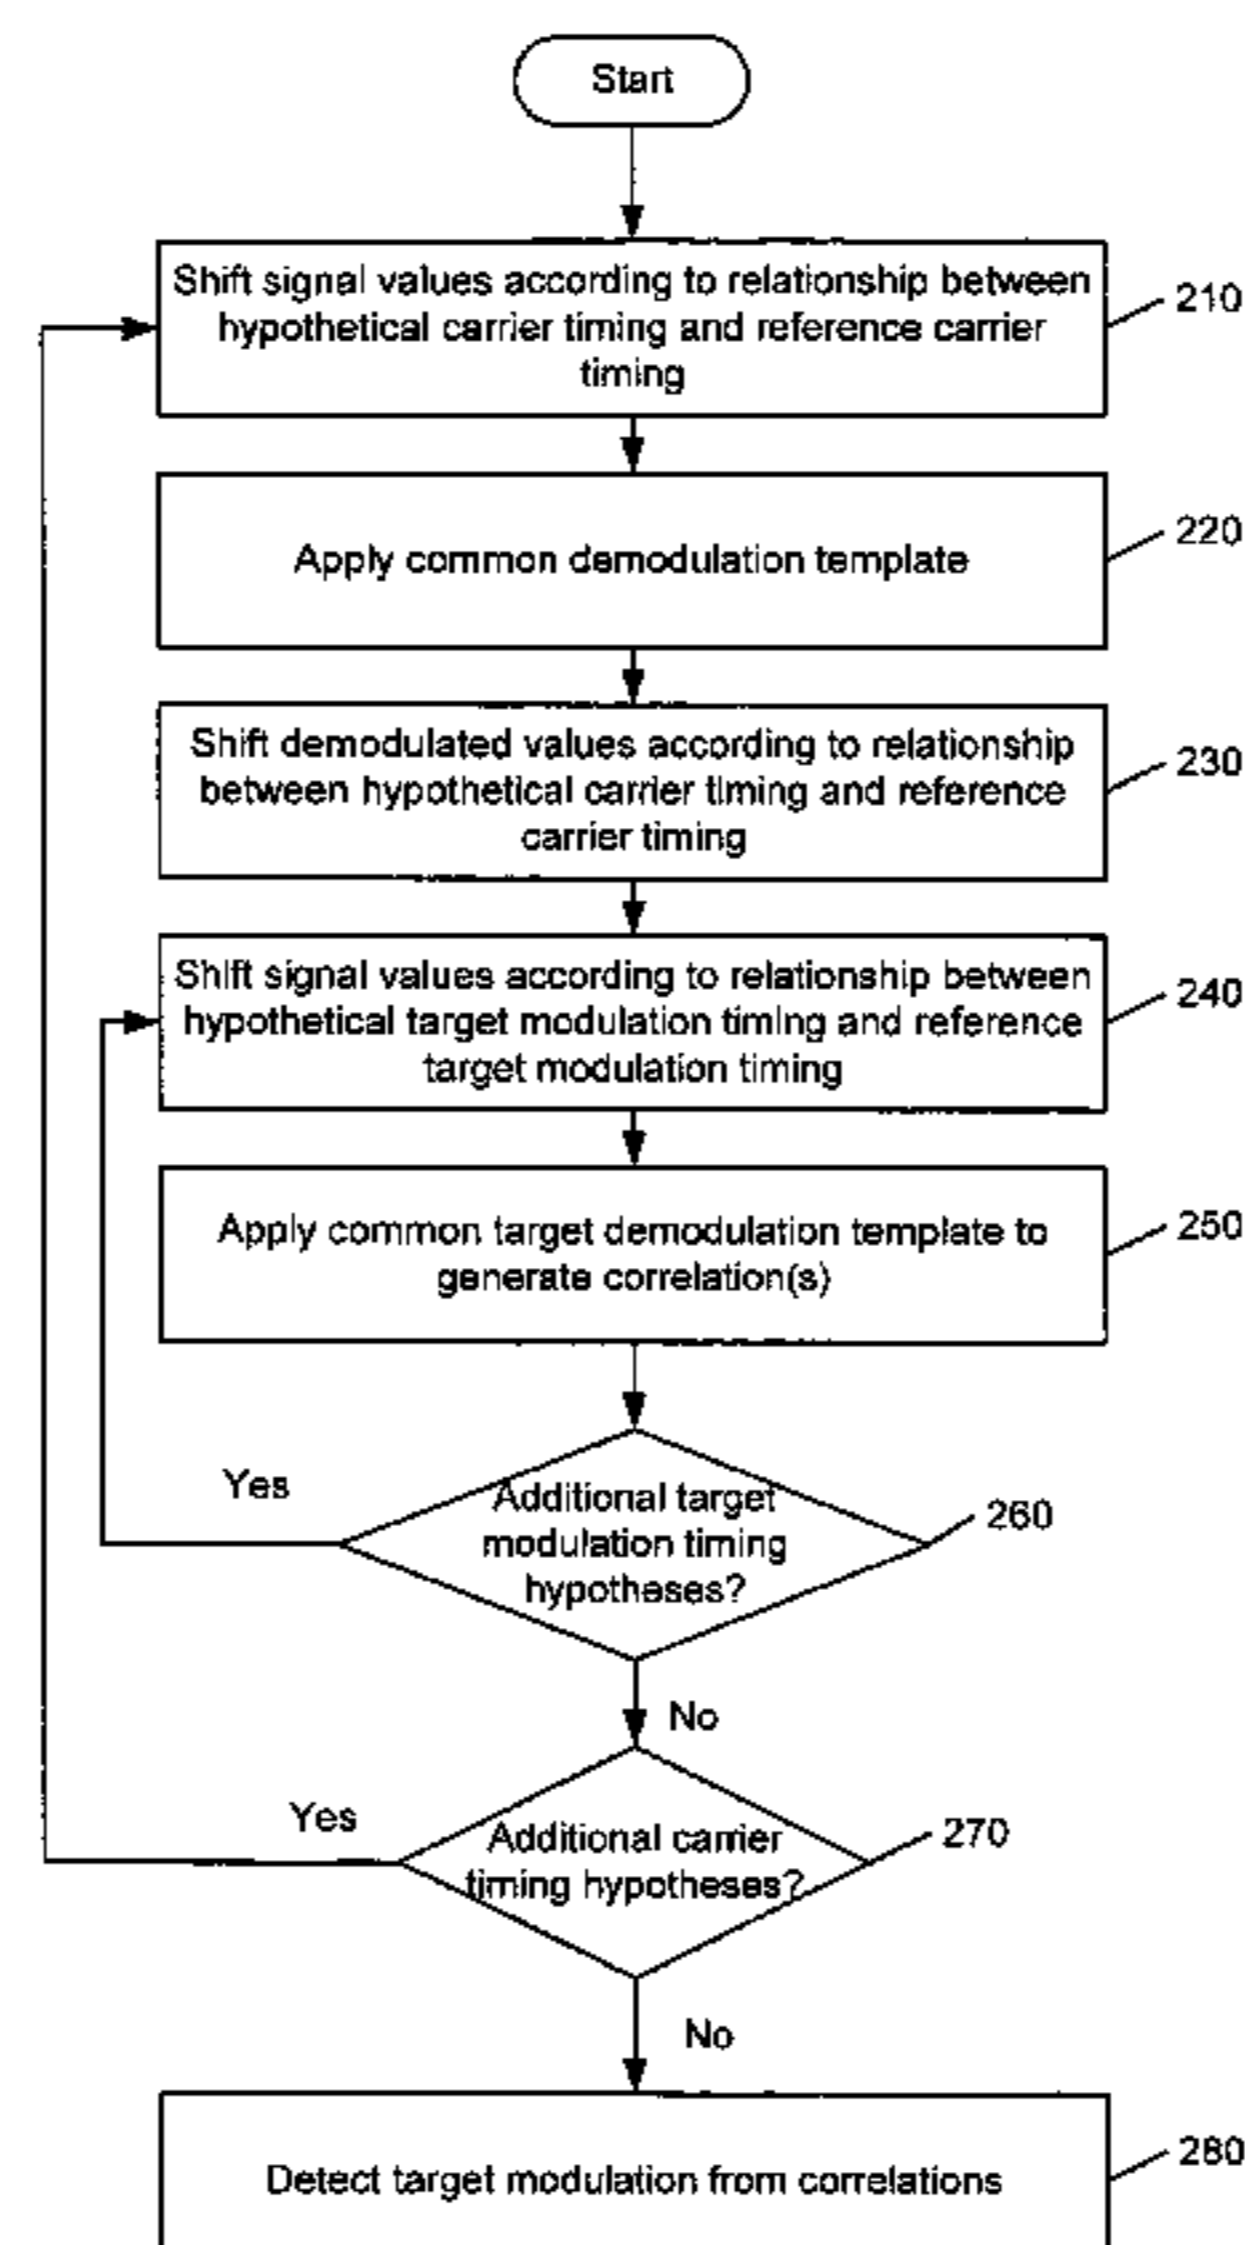 Start
Shift signal values according to relationship between
hypothetical carrier timing and reference carrier
timing
210
Apply common demodulation template
220
Shift demodulated values according to relationship
between hypothetical carrier timing and reference
carrier timing
230
Shift signal values according to relationship between
hypothetical target modulation timing and reference
target modulation timing
240
Apply common target demodulation template to
generate correlation(s)
250
Yes
Additional target
modulation timing
hypotheses?
260
No
Yes
Additional carrier
timing hypotheses?
270
No
Detect target modulation from correlations
280